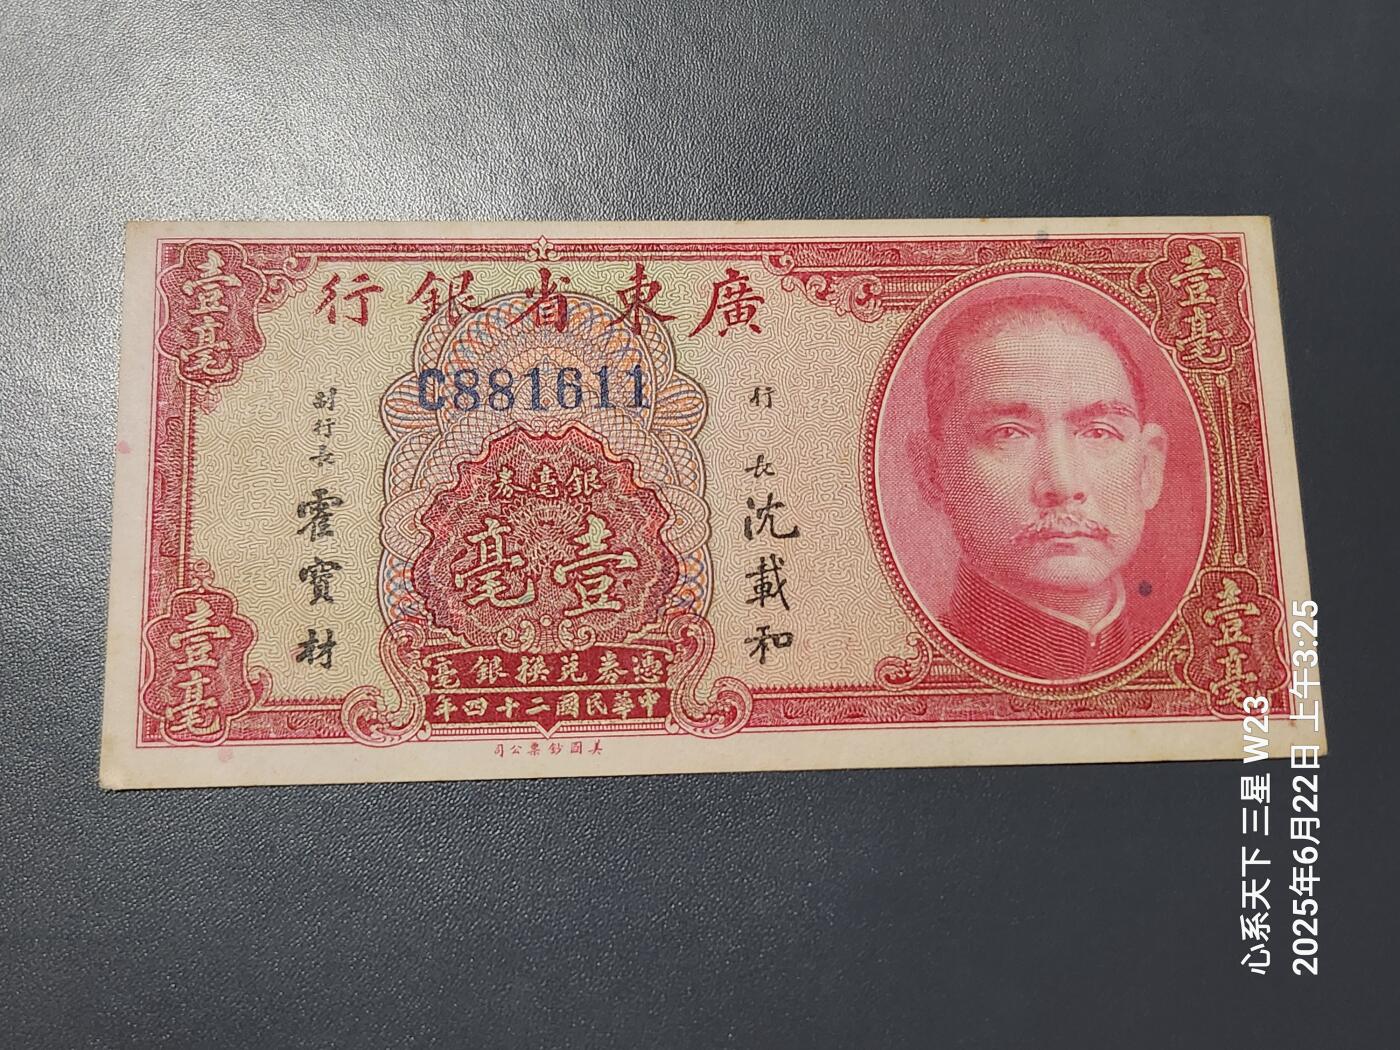 廣東省銀行
C881611
壹毫
壹毫
銀毫券
壹毫
行長 沈載和
副行長 霍寶材
憑券兌換銀毫
中華民國二十四年
壹毫
壹毫
美國鈔票公司
心系天下 三星 W23
2025年6月22日 上午3:25